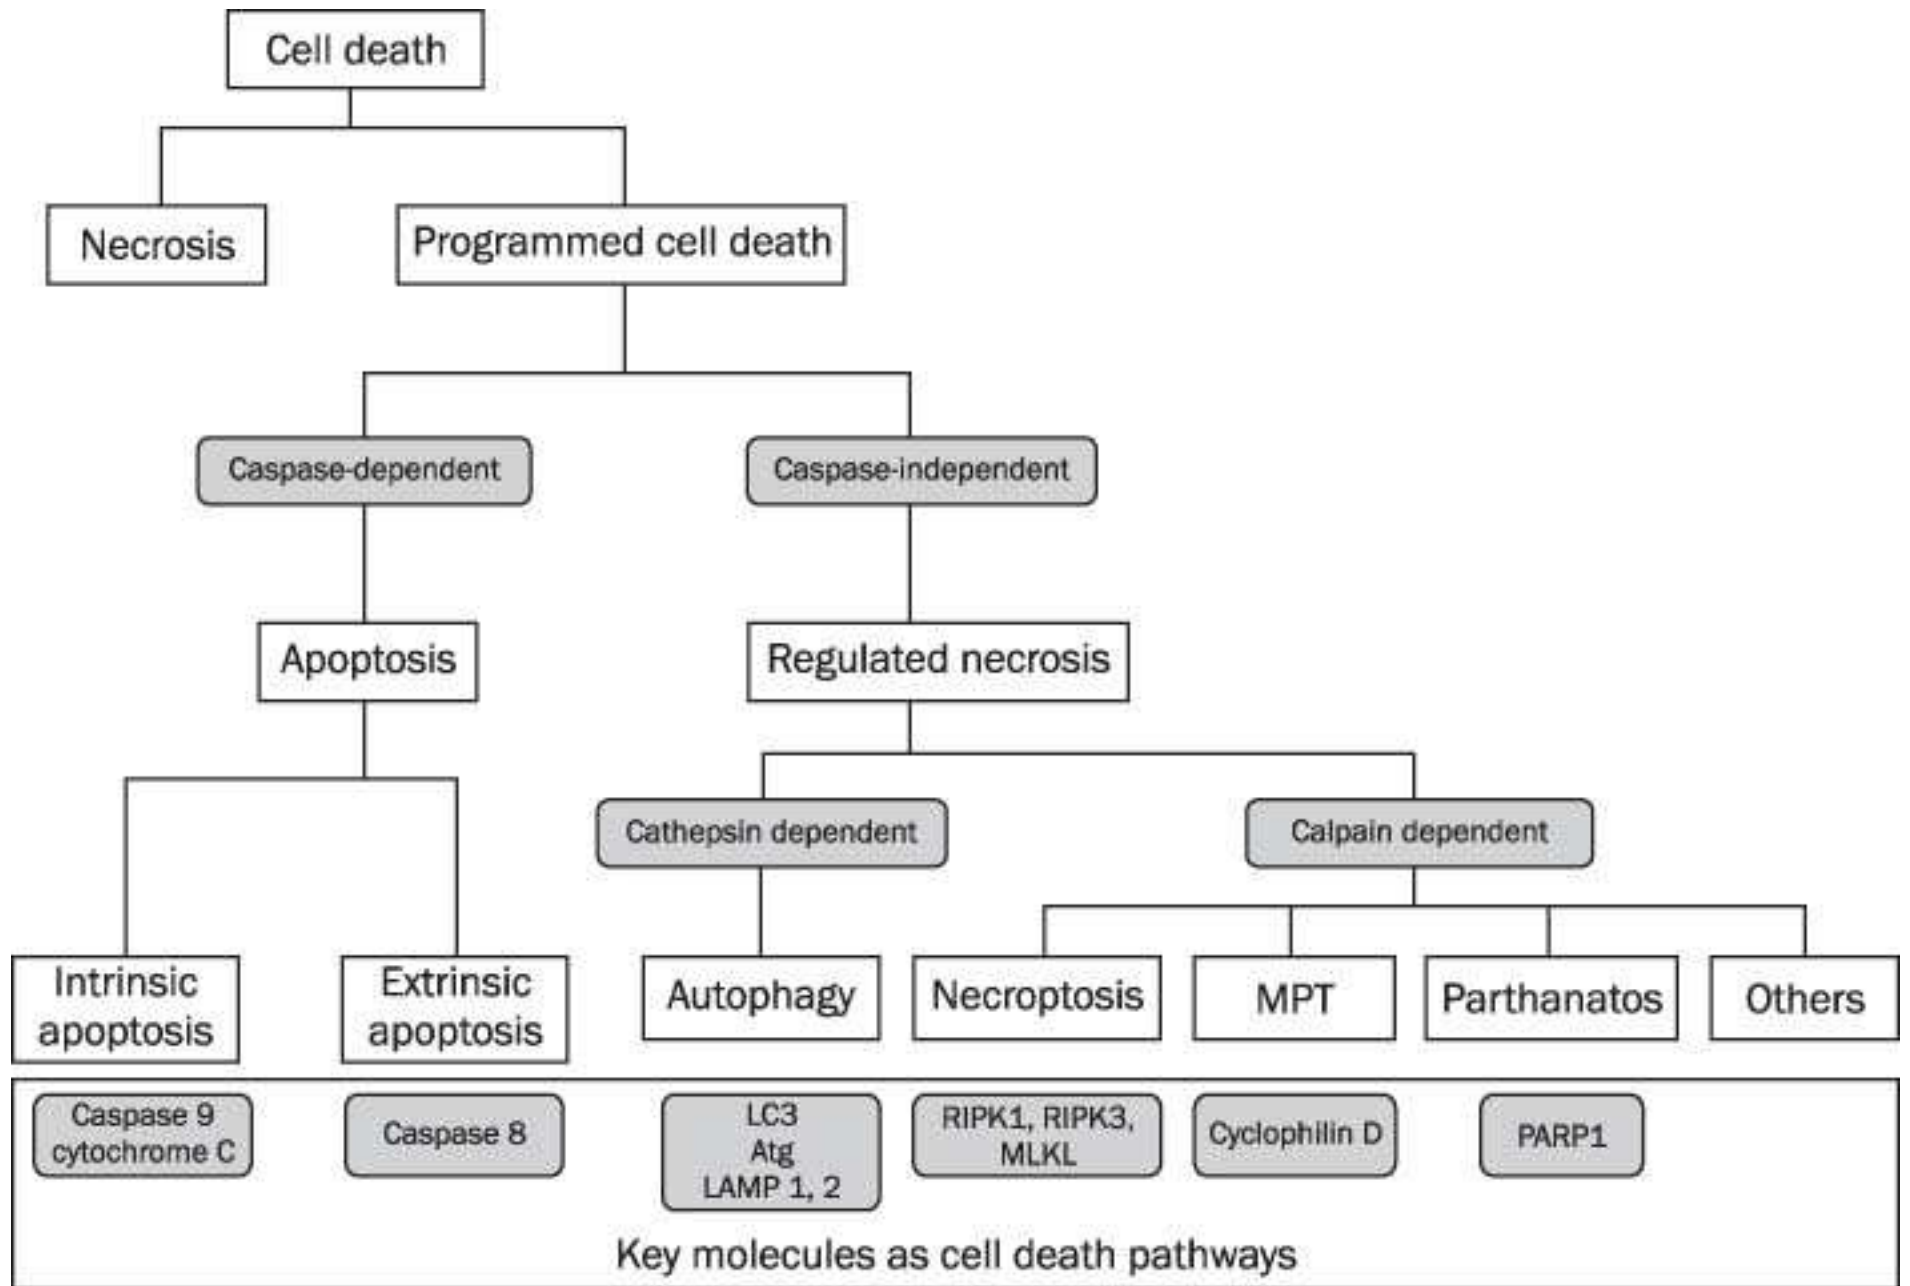 Cell death
Necrosis
Programmed cell death
Caspase-dependent
Caspase-independent
Apoptosis
Regulated necrosis
Cathepsin dependent
Calpain dependent
Intrinsic
apoptosis
Extrinsic
apoptosis
Autophagy
Necroptosis
MPT
Parthanatos
Others
Caspase 9
cytochrome C
Caspase 8
LC3
Atg
LAMP 1, 2
RIPK1, RIPK3,
MLKL
Cyclophilin D
PARP1
Key molecules as cell death pathways